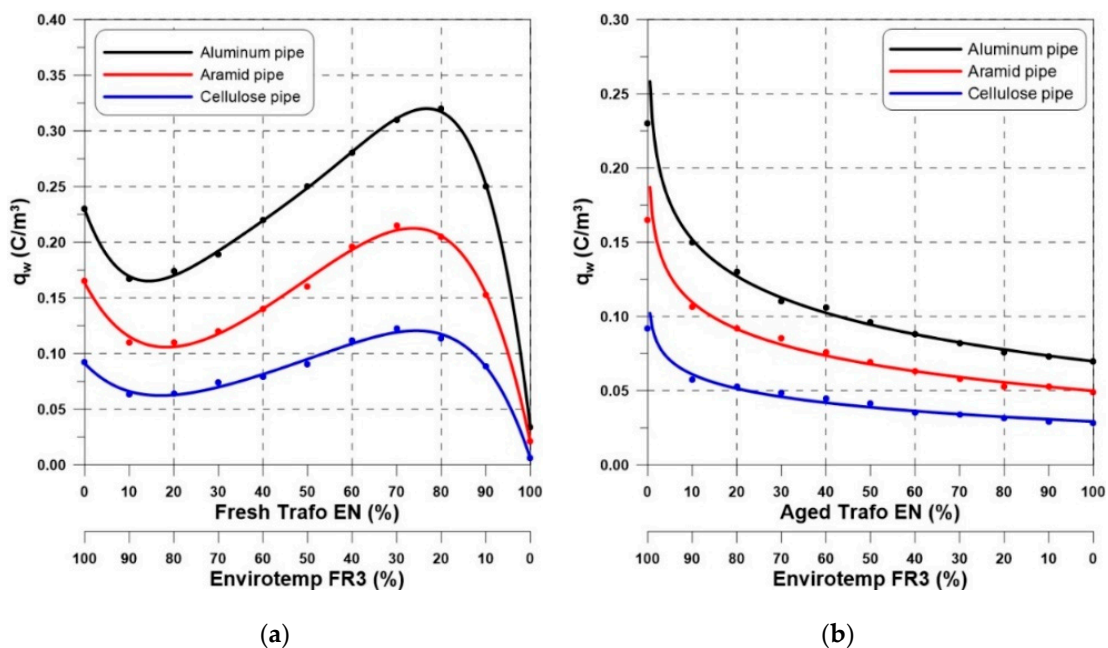 Aluminum pipe
Aramid pipe
Cellulose pipe
q_w (C/m³)
0.40
0.35
0.30
0.25
0.20
0.15
0.10
0.05
0.00
0 10 20 30 40 50 60 70 80 90 100
Fresh Trafo EN (%)
100 90 80 70 60 50 40 30 20 10 0
Envirotemp FR3 (%)
(a)
Aluminum pipe
Aramid pipe
Cellulose pipe
q_w (C/m³)
0.30
0.25
0.20
0.15
0.10
0.05
0.00
0 10 20 30 40 50 60 70 80 90 100
Aged Trafo EN (%)
100 90 80 70 60 50 40 30 20 10 0
Envirotemp FR3 (%)
(b)